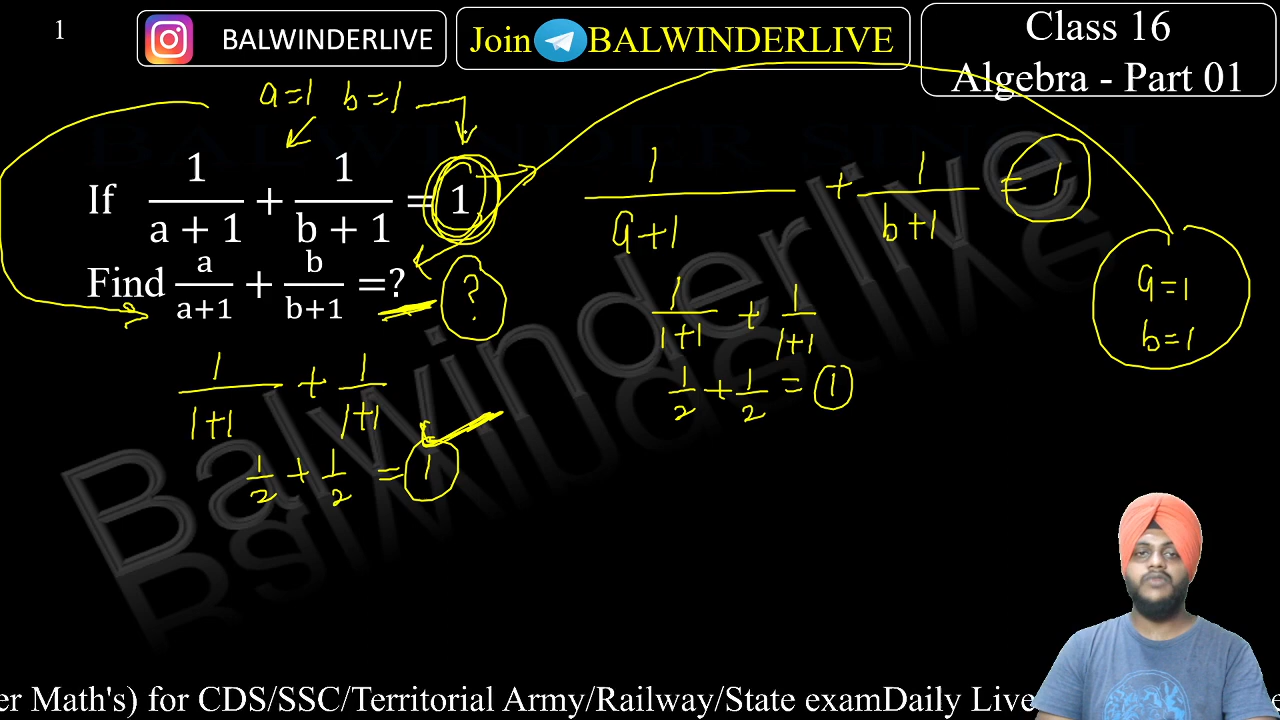 1
BALWINDERLIVE
Join BALWINDERLIVE
Class 16
Algebra - Part 01
a=1 b=1
If 1/(a + 1) + 1/(b + 1) = 1
Find a/(a+1) + b/(b+1) =?
?
1/(1+1) + 1/(1+1)
1/2 + 1/2 = 1
1/(a+1) + 1/(b+1) = 1
1/(1+1) + 1/(1+1)
1/2 + 1/2 = 1
a=1
b=1
Balwinderlive
er Math's) for CDS/SSC/Territorial Army/Railway/State examDaily Live